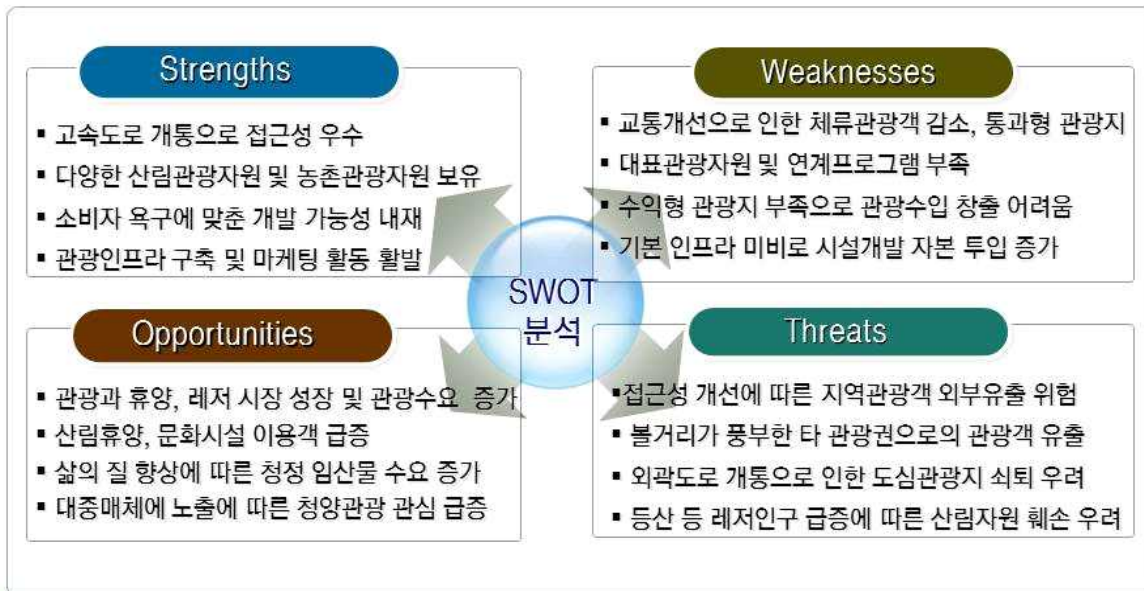 Strengths
▪ 고속도로 개통으로 접근성 우수
▪ 다양한 산림관광자원 및 농촌관광자원 보유
▪ 소비자 욕구에 맞춘 개발 가능성 내재
▪ 관광인프라 구축 및 마케팅 활동 활발
Weaknesses
▪ 교통개선으로 인한 체류관광객 감소, 통과형 관광지
▪ 대표관광자원 및 연계프로그램 부족
▪ 수익형 관광지 부족으로 관광수입 창출 어려움
▪ 기본 인프라 미비로 시설개발 자본 투입 증가
SWOT
분석
Opportunities
▪ 관광과 휴양, 레저 시장 성장 및 관광수요 증가
▪ 산림휴양, 문화시설 이용객 급증
▪ 삶의 질 향상에 따른 청정 임산물 수요 증가
▪ 대중매체에 노출에 따른 청양관광 관심 급증
Threats
▪접근성 개선에 따른 지역관광객 외부유출 위험
▪ 볼거리가 풍부한 타 관광권으로의 관광객 유출
▪ 외곽도로 개통으로 인한 도심관광지 쇠퇴 우려
▪ 등산 등 레저인구 급증에 따른 산림자원 훼손 우려